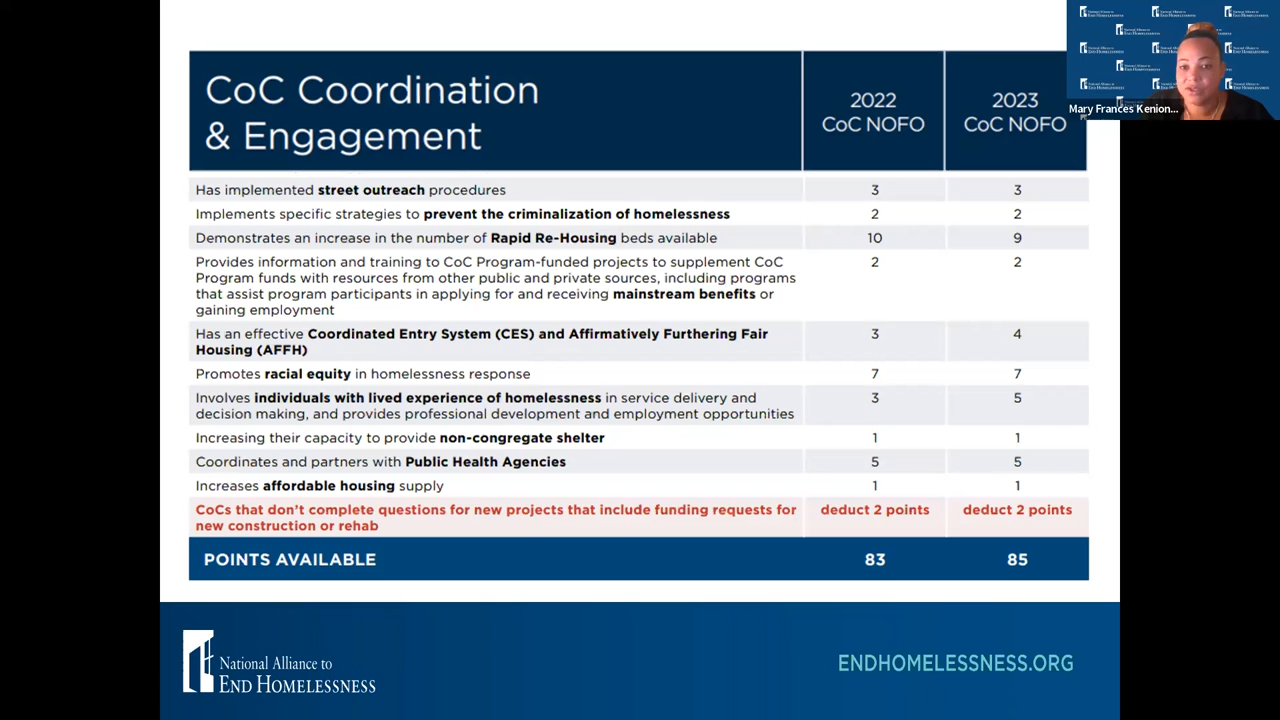 CoC Coordination
& Engagement
2022
CoC NOFO
2023
CoC NOFO
Has implemented street outreach procedures
3
3
Implements specific strategies to prevent the criminalization of homelessness
2
2
Demonstrates an increase in the number of Rapid Re-Housing beds available
10
9
Provides information and training to CoC Program-funded projects to supplement CoC
Program funds with resources from other public and private sources, including programs
that assist program participants in applying for and receiving mainstream benefits or
gaining employment
2
2
Has an effective Coordinated Entry System (CES) and Affirmatively Furthering Fair
Housing (AFFH)
3
4
Promotes racial equity in homelessness response
7
7
Involves individuals with lived experience of homelessness in service delivery and
decision making, and provides professional development and employment opportunities
3
5
Increasing their capacity to provide non-congregate shelter
1
1
Coordinates and partners with Public Health Agencies
5
5
Increases affordable housing supply
1
1
CoCs that don't complete questions for new projects that include funding requests for
new construction or rehab
deduct 2 points
deduct 2 points
POINTS AVAILABLE
83
85
National Alliance to
END HOMELESSNESS
ENDHOMELESSNESS.ORG
Mary Frances Kenion...